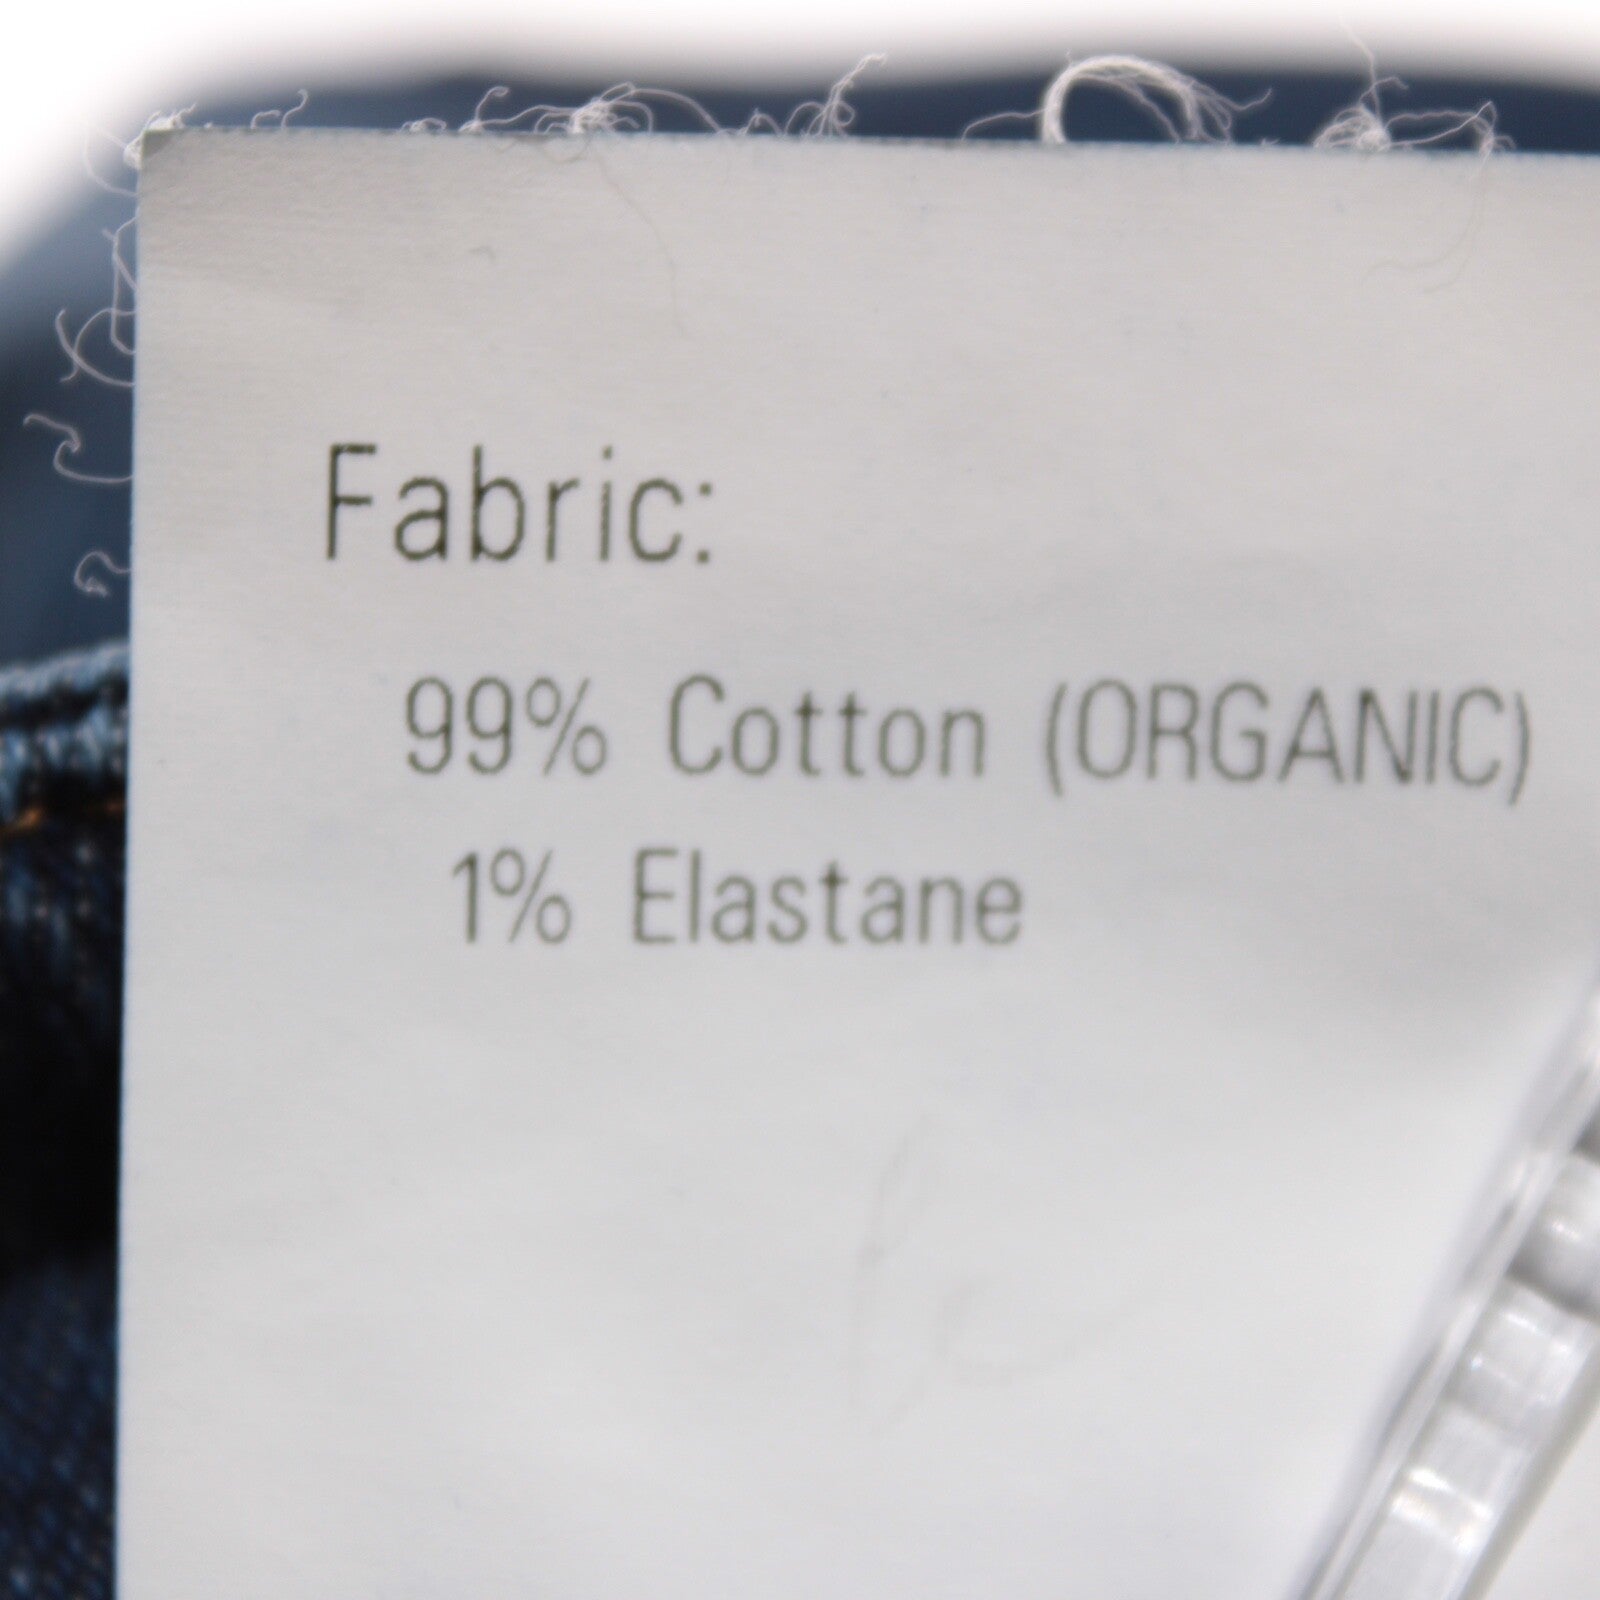 Fabric:
99% Cotton (ORGANIC)
1% Elastane